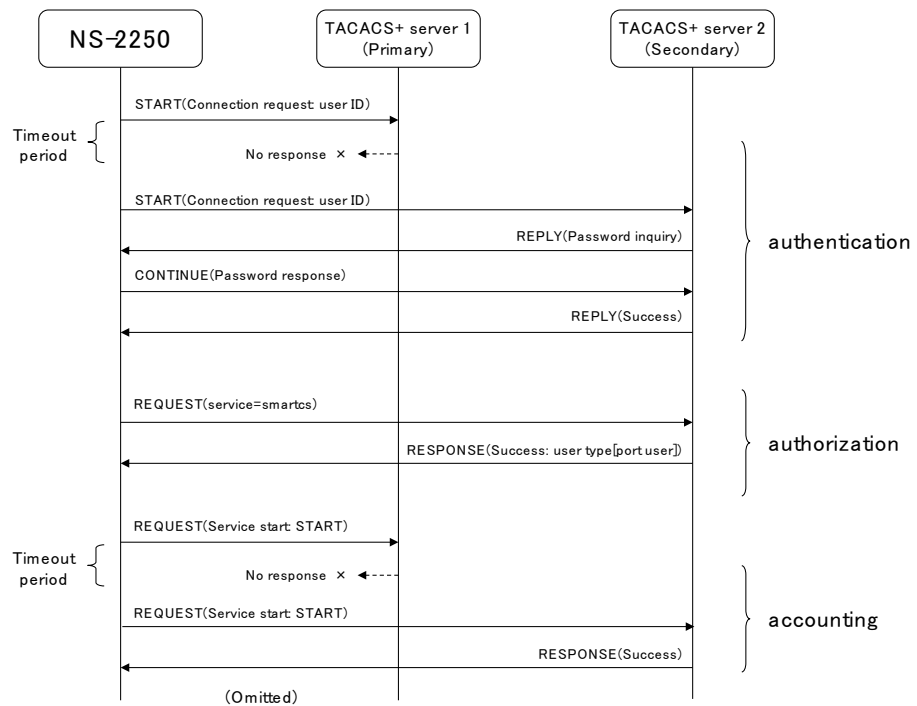 NS-2250
TACACS+ server 1
(Primary)
TACACS+ server 2
(Secondary)
START(Connection request: user ID)
Timeout
period
No response ×
START(Connection request: user ID)
REPLY(Password inquiry)
authentication
CONTINUE(Password response)
REPLY(Success)
REQUEST(service=smartcs)
authorization
RESPONSE(Success: user type[port user])
REQUEST(Service start: START)
Timeout
period
No response ×
REQUEST(Service start: START)
accounting
RESPONSE(Success)
(Omitted)